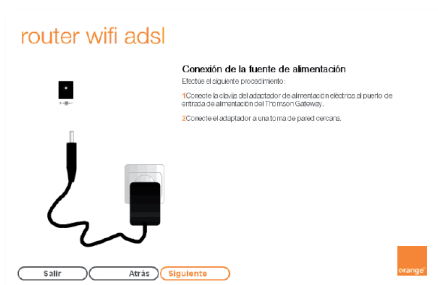 router wifi adsl
Conexión de la fuente de alimentación
Efectúe el siguiente procedimiento:
1Conecte la clavija del adaptador de alimentación eléctrica al puerto de
entrada de alimentación del Thomson Gateway.
2Conecte el adaptador a una toma de pared cercana.
Salir
Atrás
Siguiente
orange